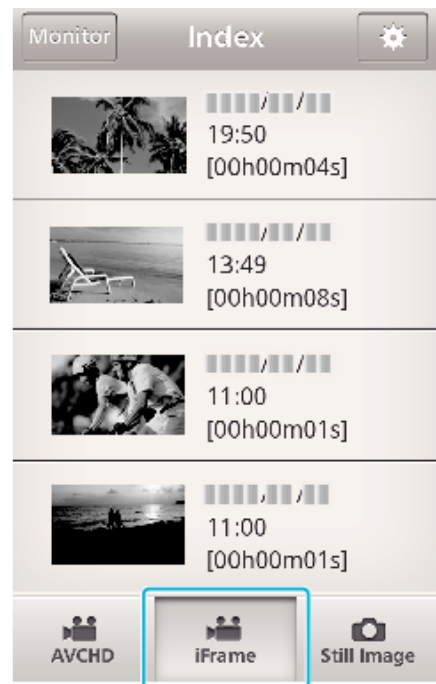 Monitor Index
19:50
[00h00m04s]
13:49
[00h00m08s]
11:00
[00h00m01s]
11:00
[00h00m01s]
AVCHD iFrame Still Image